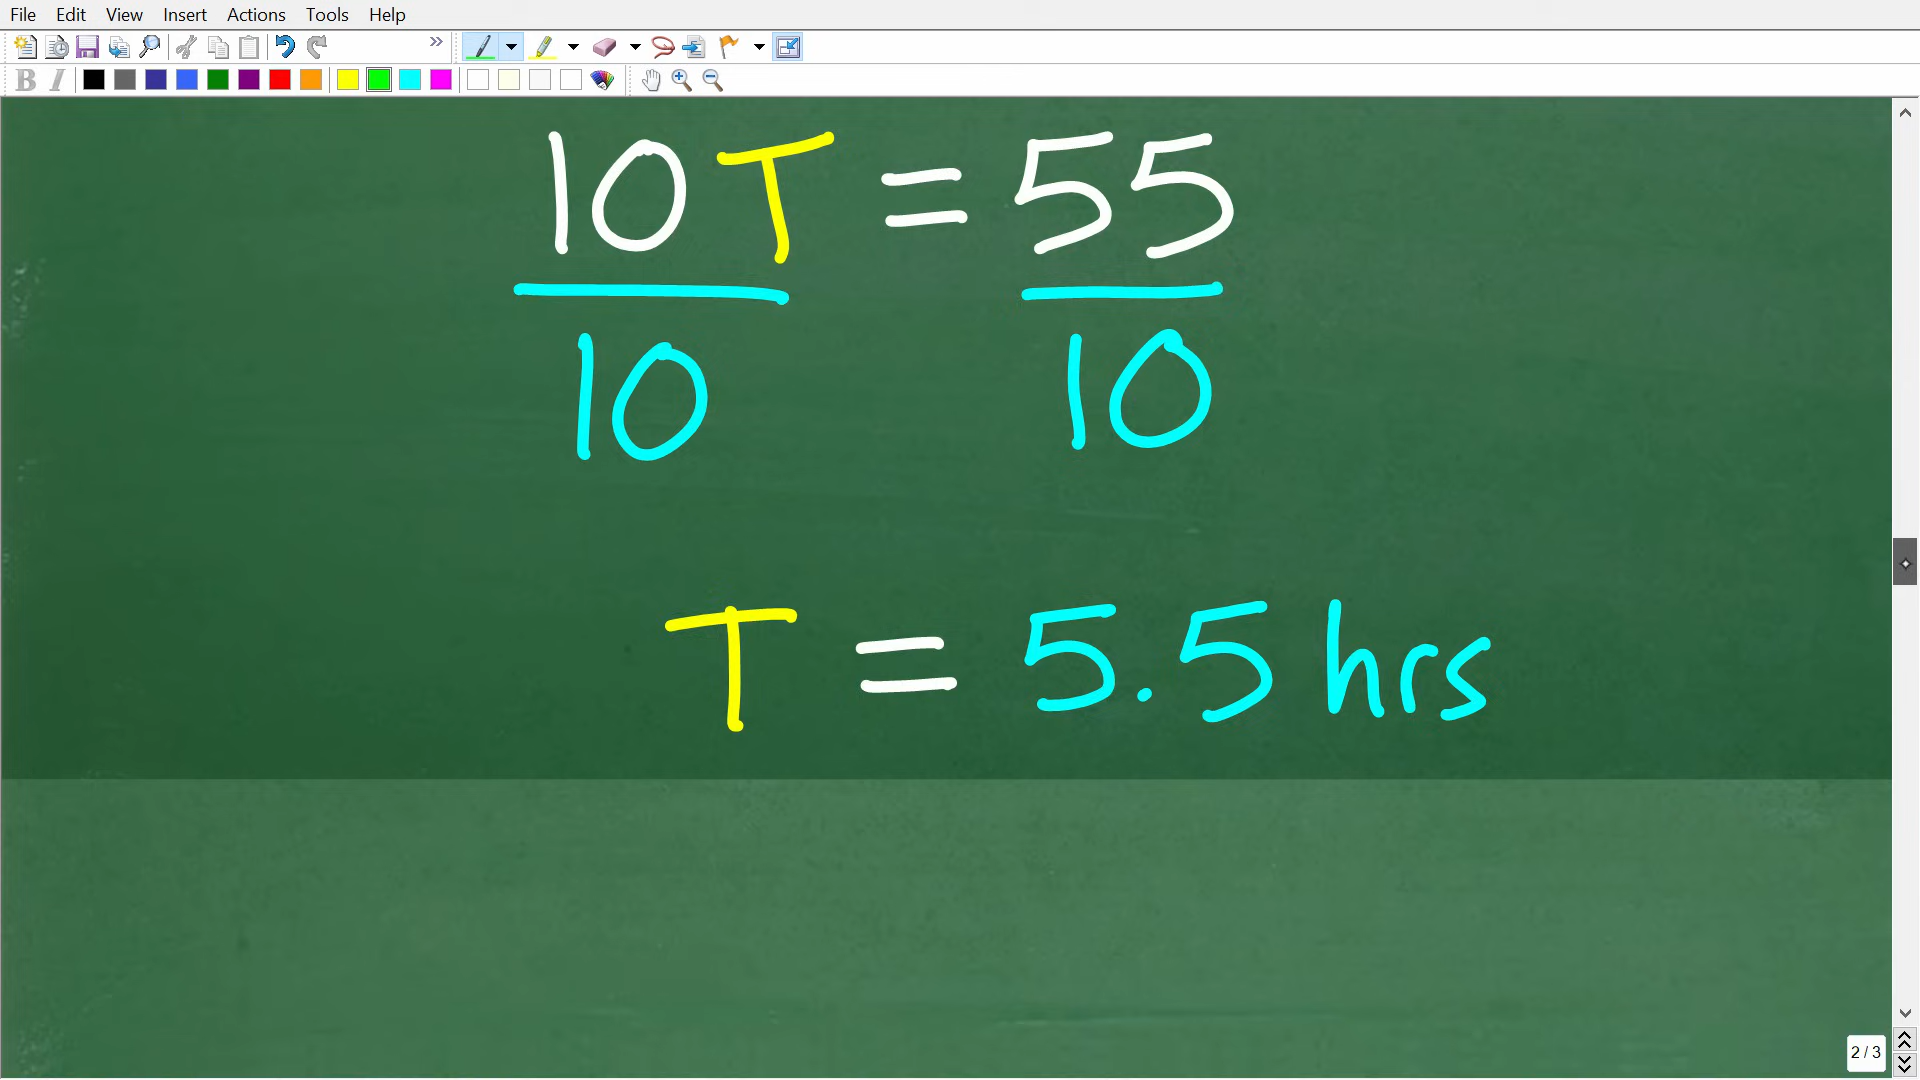 File Edit View Insert Actions Tools Help
B I
10T = 55
10 10
T = 5.5 hrs
2 / 3